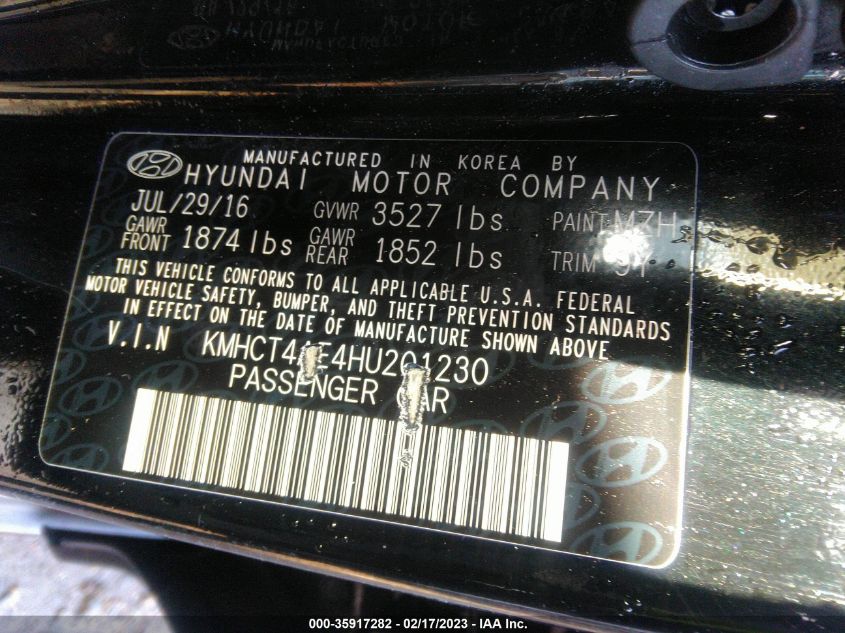 MANUFACTURED IN KOREA BY
HYUNDAI MOTOR COMPANY
JUL/29/16 GVWR 3527 lbs PAINT MZH
GAWR FRONT 1874 lbs GAWR REAR 1852 lbs TRIM
THIS VEHICLE CONFORMS TO ALL APPLICABLE U.S.A. FEDERAL
MOTOR VEHICLE SAFETY, BUMPER, AND THEFT PREVENTION STANDARDS
IN EFFECT ON THE DATE OF MANUFACTURE SHOWN ABOVE
V.I.N
PASSENGER
000-35917282 - 02/17/2023 - IAA Inc.